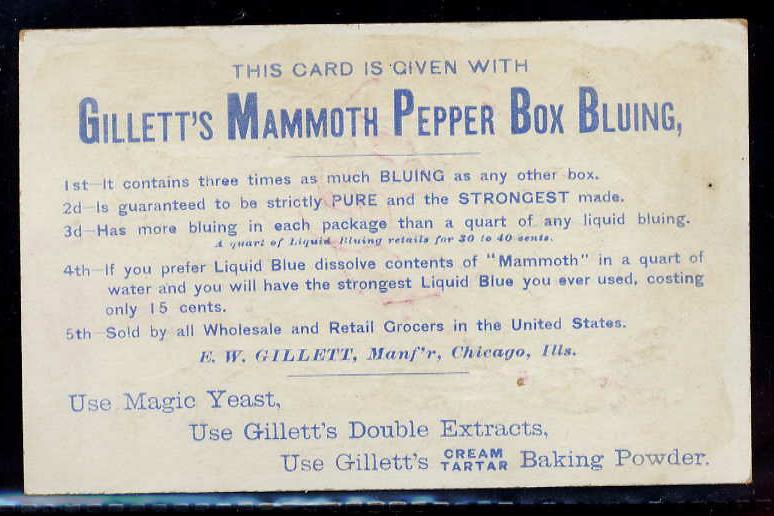 THIS CARD IS GIVEN WITH
GILLETT'S MAMMOTH PEPPER BOX BLUING,
1st—It contains three times as much BLUING as any other box.
2d—Is guaranteed to be strictly PURE and the STRONGEST made.
3d—Has more bluing in each package than a quart of any liquid bluing.
A quart of Liquid Bluing retails for 30 to 40 cents.
4th—If you prefer Liquid Blue dissolve contents of "Mammoth" in a quart of
water and you will have the strongest Liquid Blue you ever used, costing
only 15 cents.
5th—Sold by all Wholesale and Retail Grocers in the United States.
E. W. GILLETT, Manf'r, Chicago, Ills.
Use Magic Yeast,
Use Gillett's Double Extracts,
Use Gillett's CREAM TARTAR Baking Powder.